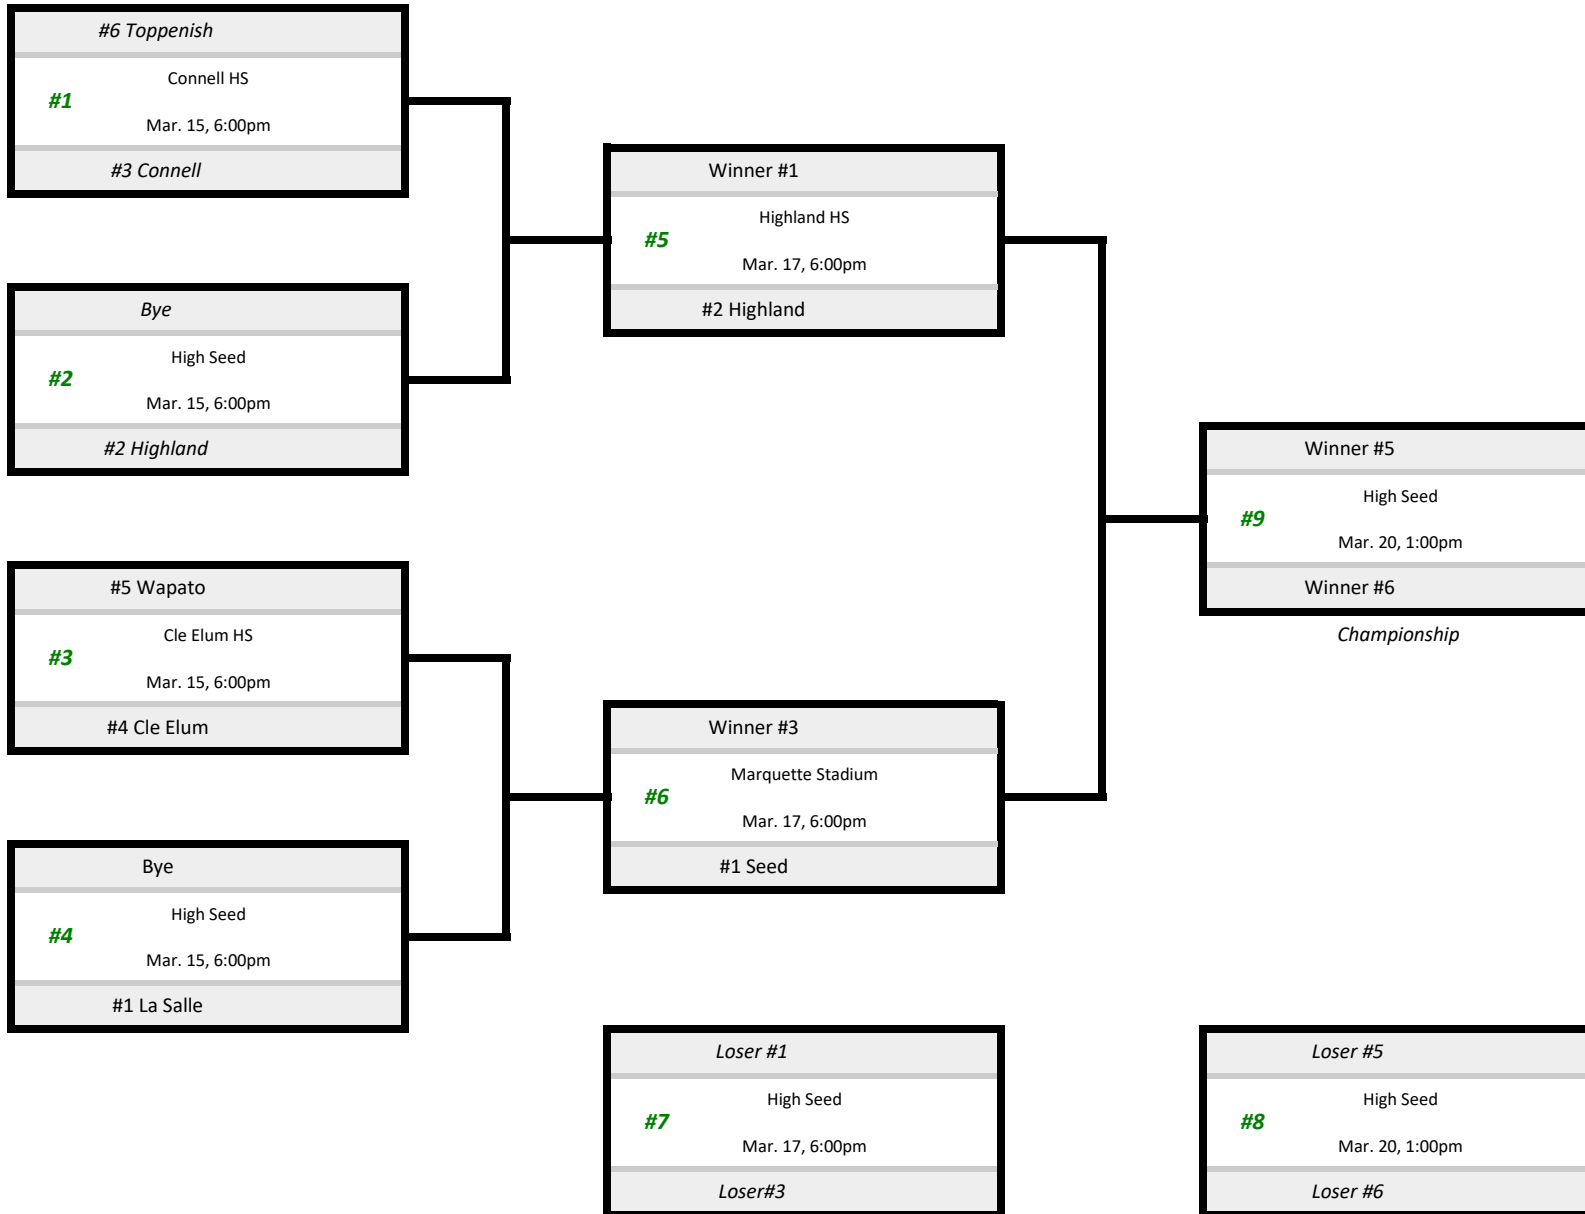 #6 Toppenish
Connell HS
#1
Mar. 15, 6:00pm
#3 Connell
Bye
High Seed
#2
Mar. 15, 6:00pm
#2 Highland
#5 Wapato
Cle Elum HS
#3
Mar. 15, 6:00pm
#4 Cle Elum
Bye
High Seed
#4
Mar. 15, 6:00pm
#1 La Salle
Winner #1
Highland HS
#5
Mar. 17, 6:00pm
#2 Highland
Winner #3
Marquette Stadium
#6
Mar. 17, 6:00pm
#1 Seed
Loser #1
High Seed
#7
Mar. 17, 6:00pm
Loser#3
Winner #5
High Seed
#9
Mar. 20, 1:00pm
Winner #6
Championship
Loser #5
High Seed
#8
Mar. 20, 1:00pm
Loser #6